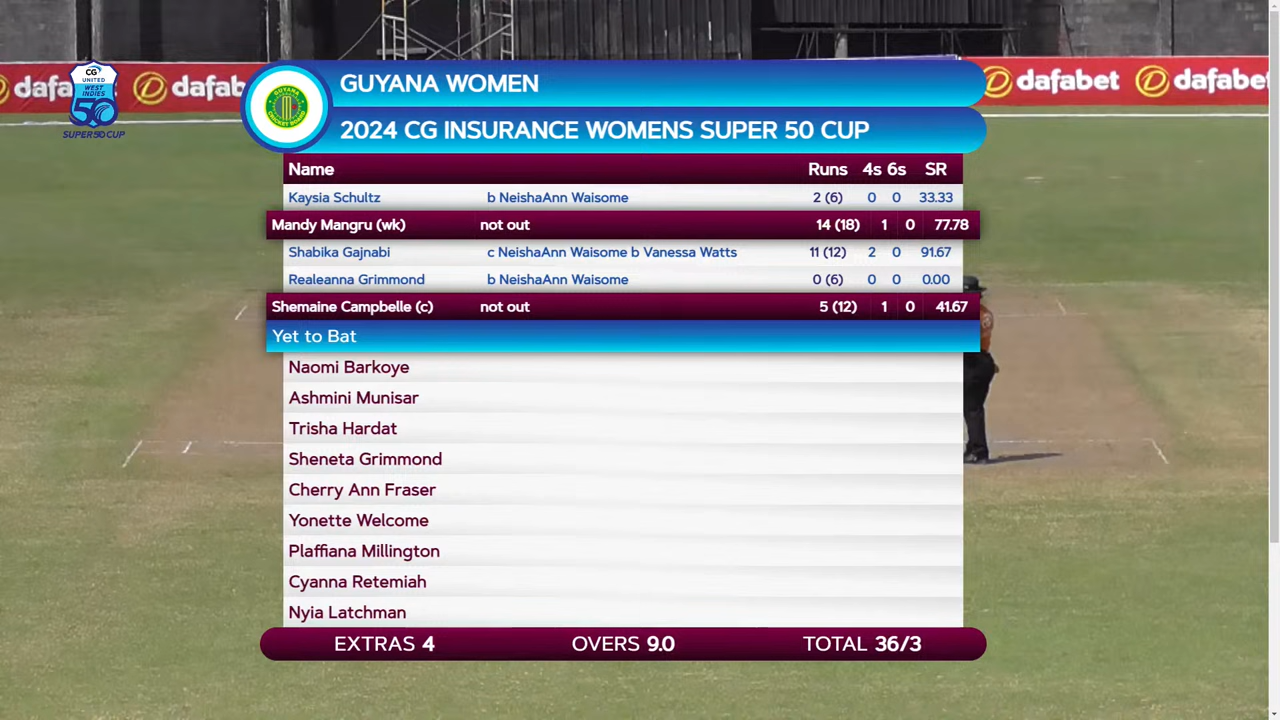 dafabet
dafab
dafabet
dafabet
CG
UNITED
WEST
INDIES
50
SUPER50 CUP
GUYANA
CRICKET BOARD
GUYANA WOMEN
2024 CG INSURANCE WOMENS SUPER 50 CUP
Name Runs 4s 6s SR
Kaysia Schultz b NeishaAnn Waisome 2 (6) 0 0 33.33
Mandy Mangru (wk) not out 14 (18) 1 0 77.78
Shabika Gajnabi c NeishaAnn Waisome b Vanessa Watts 11 (12) 2 0 91.67
Realeanna Grimmond b NeishaAnn Waisome 0 (6) 0 0 0.00
Shemaine Campbelle (c) not out 5 (12) 1 0 41.67
Yet to Bat
Naomi Barkoye
Ashmini Munisar
Trisha Hardat
Sheneta Grimmond
Cherry Ann Fraser
Yonette Welcome
Plaffiana Millington
Cyanna Retemiah
Nyia Latchman
EXTRAS 4 OVERS 9.0 TOTAL 36/3